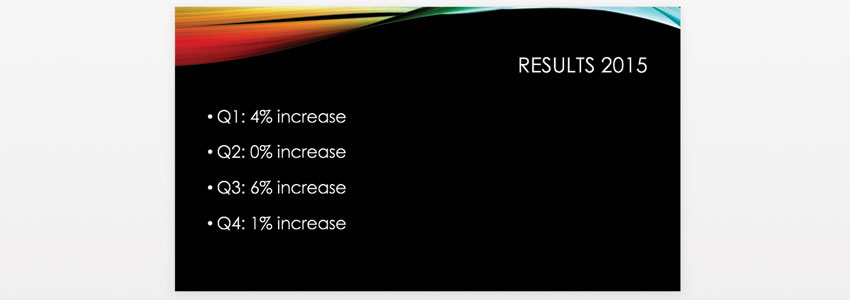 RESULTS 2015
• Q1: 4% increase
• Q2: 0% increase
• Q3: 6% increase
• Q4: 1% increase